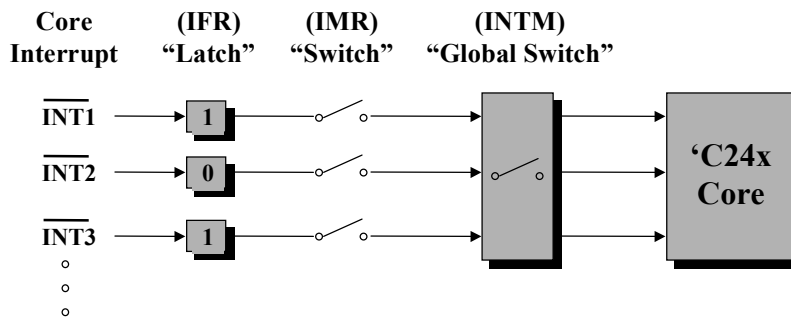 Core (IFR) (IMR) (INTM)
Interrupt “Latch” “Switch” “Global Switch”
INT1 1
INT2 0 ‘C24x
Core
INT3 1